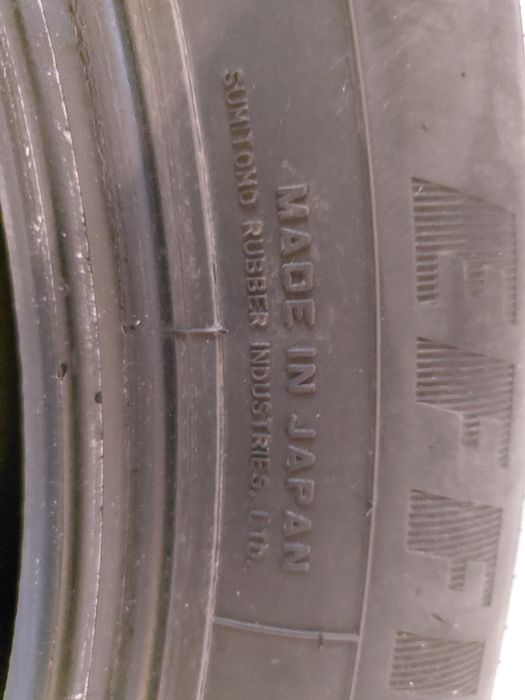 MADE IN JAPAN
SUMITOMO RUBBER INDUSTRIES, LTD.